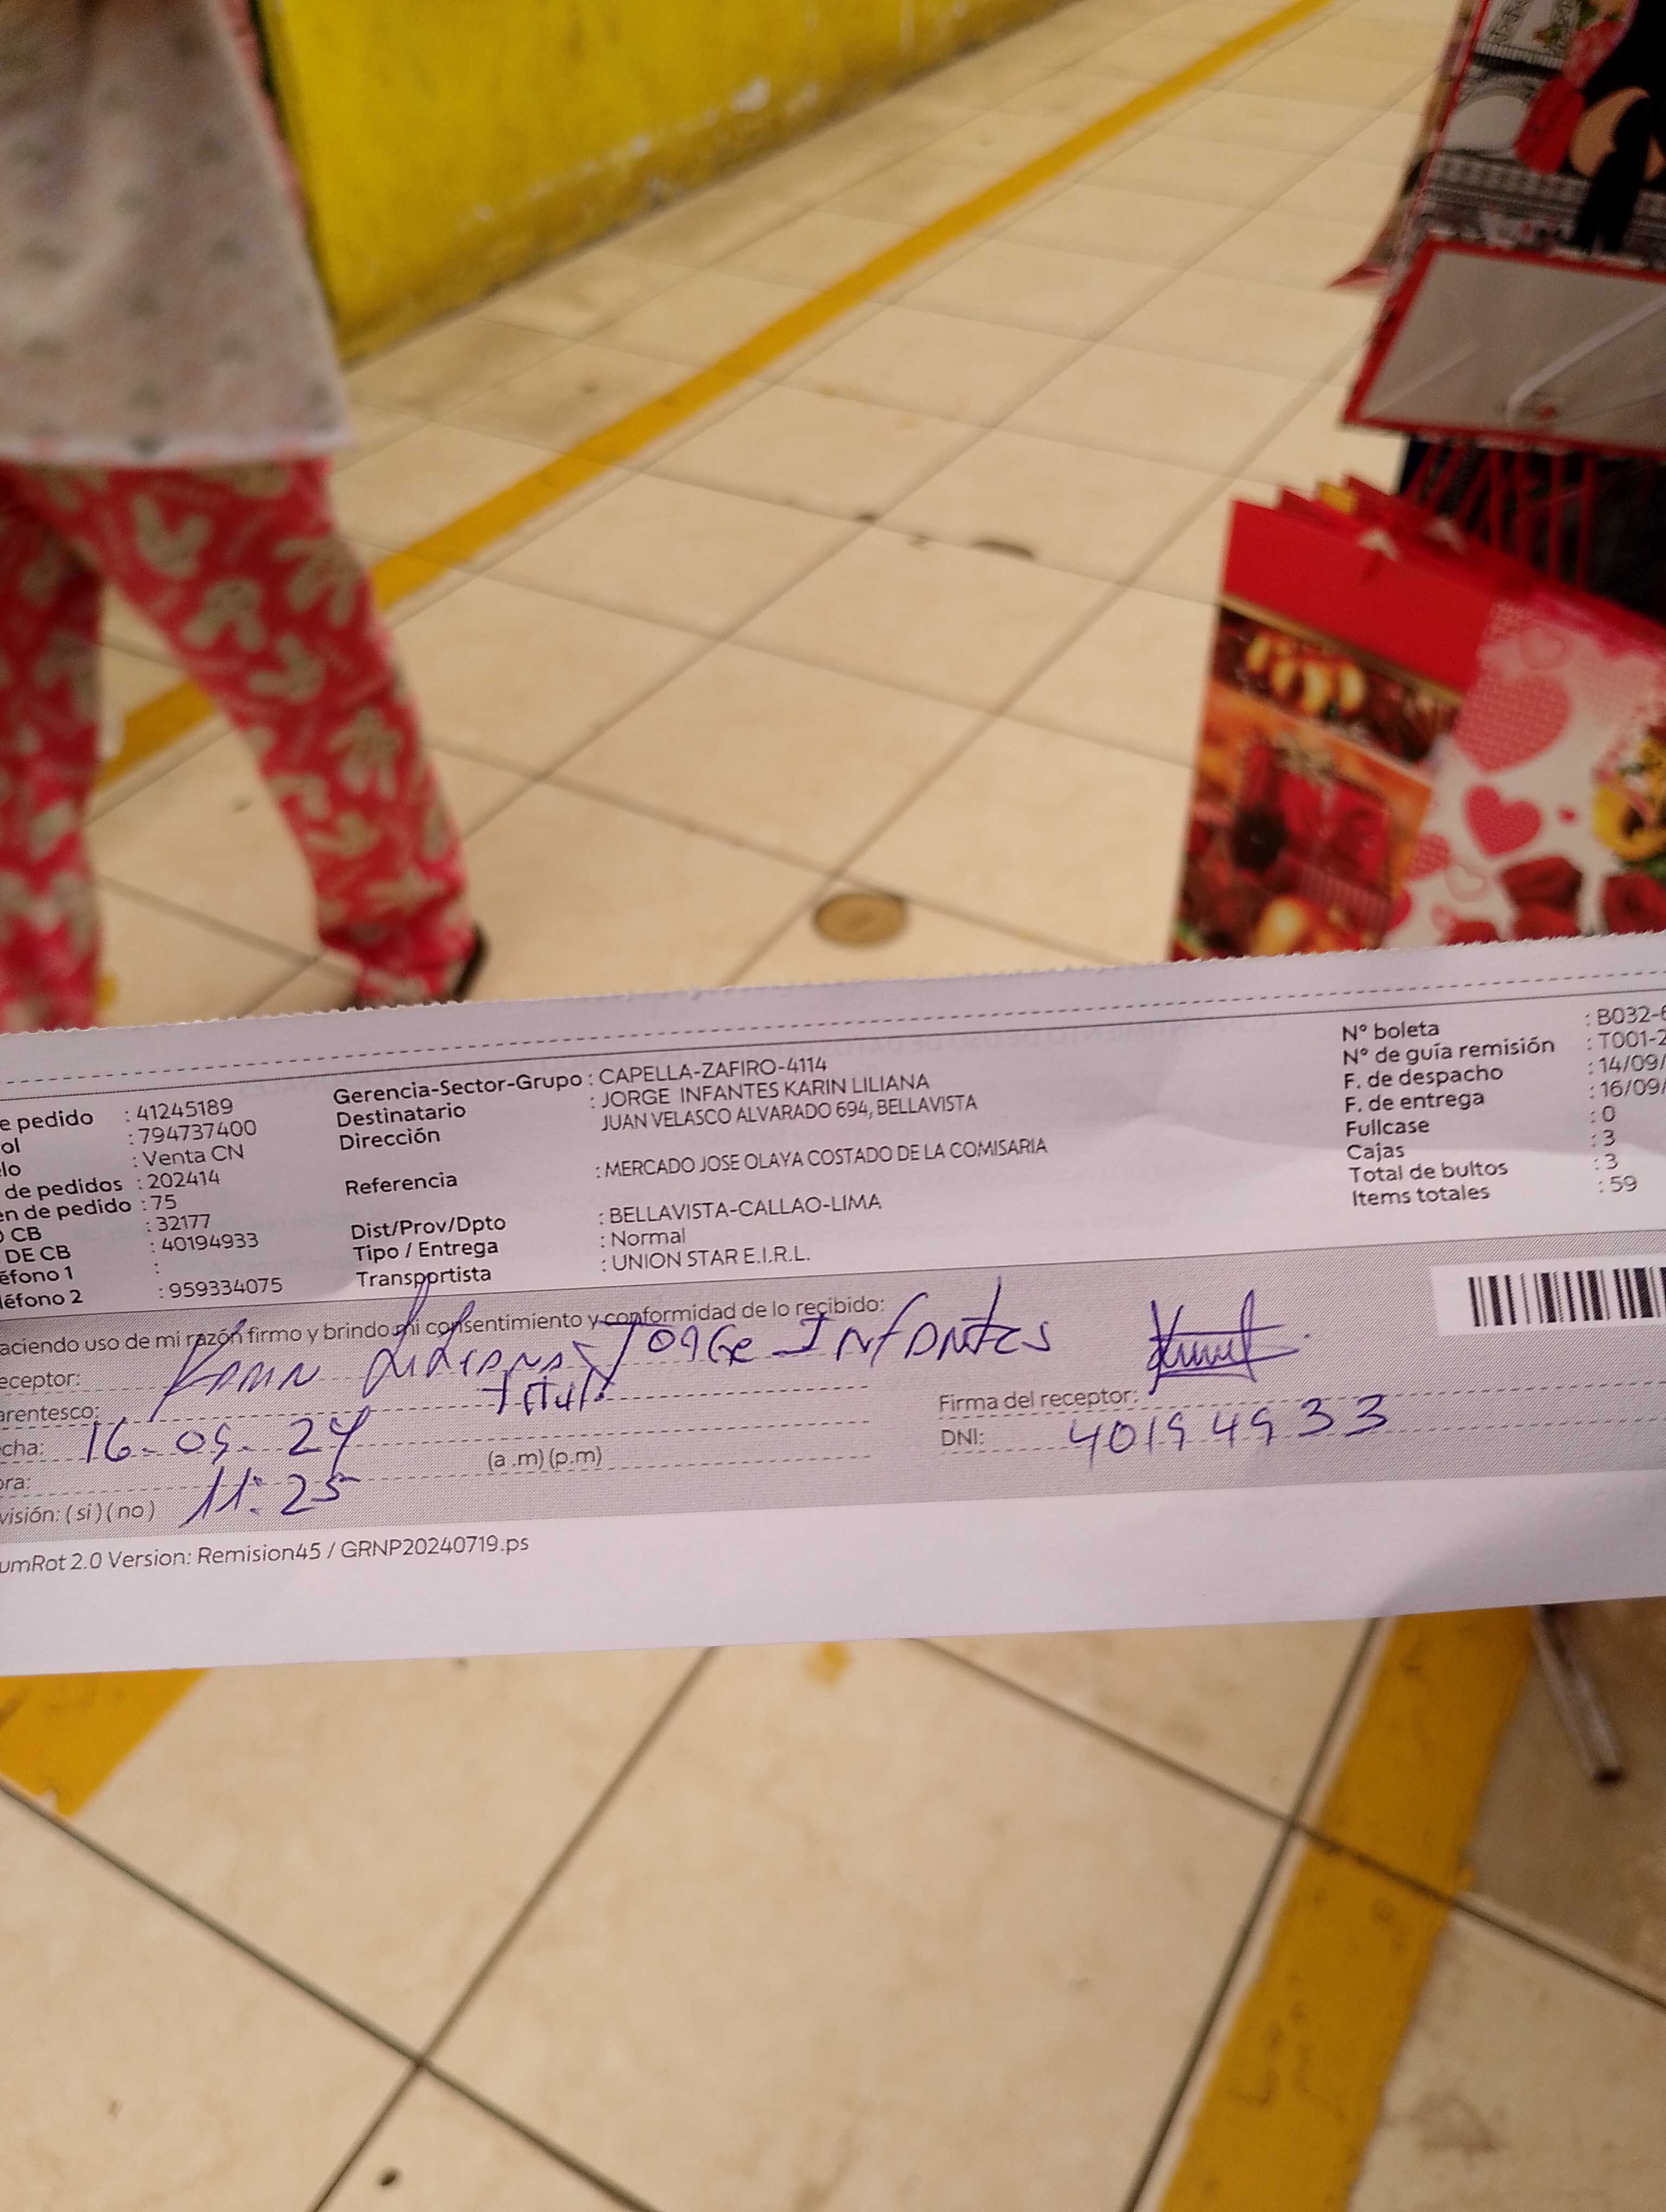 e pedido : 41245189
ol : 794737400
lo : Venta CN
de pedidos : 202414
en de pedido : 75
CB : 32177
DE CB : 40194933
éfono 1 :
léfono 2 : 959334075
Gerencia-Sector-Grupo : CAPELLA-ZAFIRO-4114
Destinatario : JORGE INFANTES KARIN LILIANA
Dirección JUAN VELASCO ALVARADO 694, BELLAVISTA
Referencia : MERCADO JOSE OLAYA COSTADO DE LA COMISARIA
Dist/Prov/Dpto : BELLAVISTA-CALLAO-LIMA
Tipo / Entrega : Normal
Transportista : UNION STAR E.I.R.L.
N° boleta : B032-6
N° de guía remisión : T001-2
F. de despacho : 14/09/
F. de entrega : 16/09/
Fullcase : 0
Cajas : 3
Total de bultos : 3
Items totales : 59
aciendo uso de mi razón firmo y brindo mi consentimiento y conformidad de lo recibido:
eceptor: Karin Liliana Jorge Infantes
arentesco:
echa: 16-09-24
(a .m) (p.m)
ora: 11:25
visión: ( si ) ( no )
Firma del receptor:
DNI: 40194933
umRot 2.0 Version: Remision45 / GRNP20240719.ps